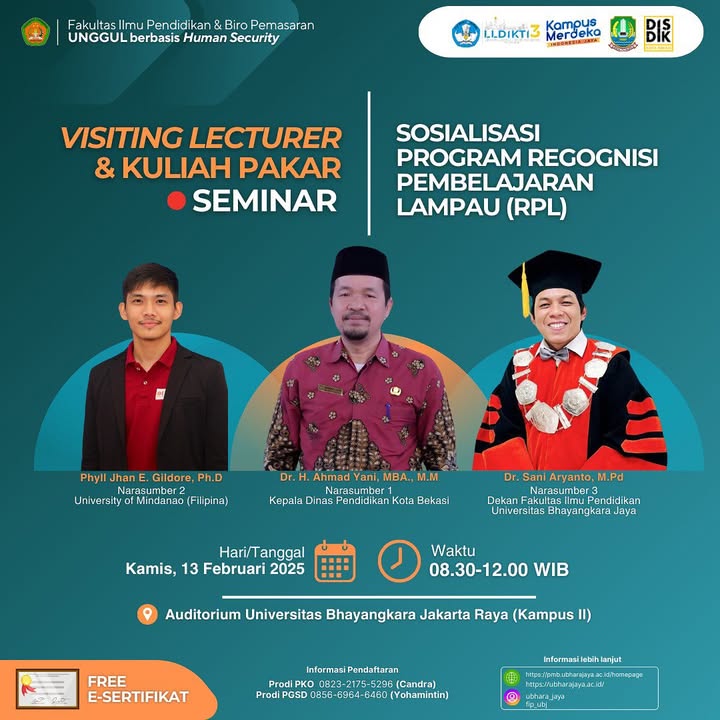 Fakultas Ilmu Pendidikan & Biro Pemasaran
UNGGUL berbasis Human Security
LLDIKTI 3
Kampus
Merdeka
INDONESIA JAYA
DIS
DIK
VISITING LECTURER
& KULIAH PAKAR
SEMINAR
SOSIALISASI
PROGRAM REGOGNISI
PEMBELAJARAN
LAMPAU (RPL)
Phyll Jhan E. Gildore, Ph.D
Narasumber 2
University of Mindanao (Filipina)
Dr. H. Ahmad Yani, MBA., M.M
Narasumber 1
Kepala Dinas Pendidikan Kota Bekasi
Dr. Sani Aryanto, M.Pd
Narasumber 3
Dekan Fakultas Ilmu Pendidikan
Universitas Bhayangkara Jaya
Hari/Tanggal
Kamis, 13 Februari 2025
Waktu
08.30-12.00 WIB
Auditorium Universitas Bhayangkara Jakarta Raya (Kampus II)
FREE
E-SERTIFIKAT
Informasi Pendaftaran
Prodi PKO 0823-2175-5296 (Candra)
Prodi PGSD 0856-6964-6460 (Yohamintin)
Informasi lebih lanjut
https://pmb.ubharajaya.ac.id/homepage
https://ubharajaya.ac.id/
ubhara_jaya
fip_ubj